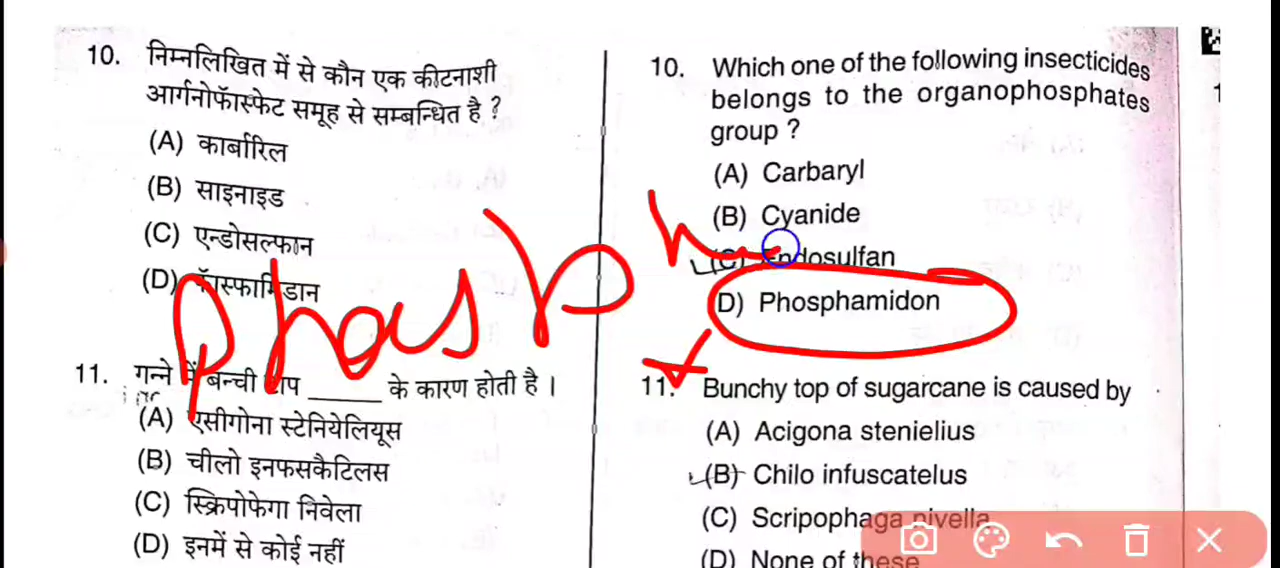 10. निम्नलिखित में से कौन एक कीटनाशी
आर्गनोफॉस्फेट समूह से सम्बन्धित है ?
(A) कार्बारिल
(B) साइनाइड
(C) एन्डोसल्फान
(D) फॉस्फामिडान
11. गन्ने में बन्ची टाप ______ के कारण होती है ।
(A) एसीगोना स्टेनियेलियूस
(B) चीलो इनफसकैटिलस
(C) स्क्रिपोफेगा निवेला
(D) इनमें से कोई नहीं
10. Which one of the following insecticides
belongs to the organophosphates
group ?
(A) Carbaryl
(B) Cyanide
(C) Endosulfan
(D) Phosphamidon
11. Bunchy top of sugarcane is caused by
(A) Acigona stenielius
(B) Chilo infuscatelus
(C) Scripophaga nivella
(D) None of these